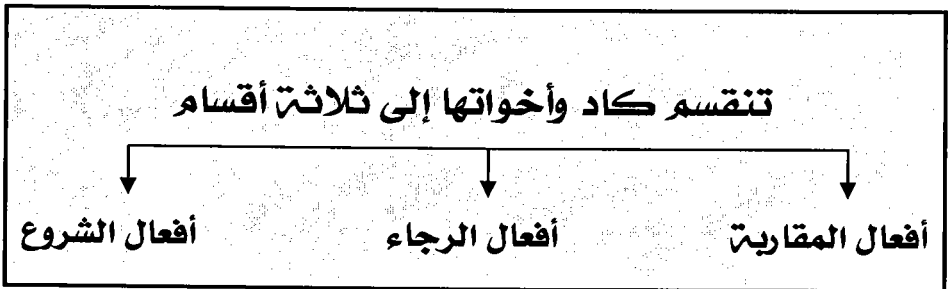 تنقسم كاد وأخواتها إلى ثلاثة أقسام
أفعال المقاربة أفعال الرجاء أفعال الشروع